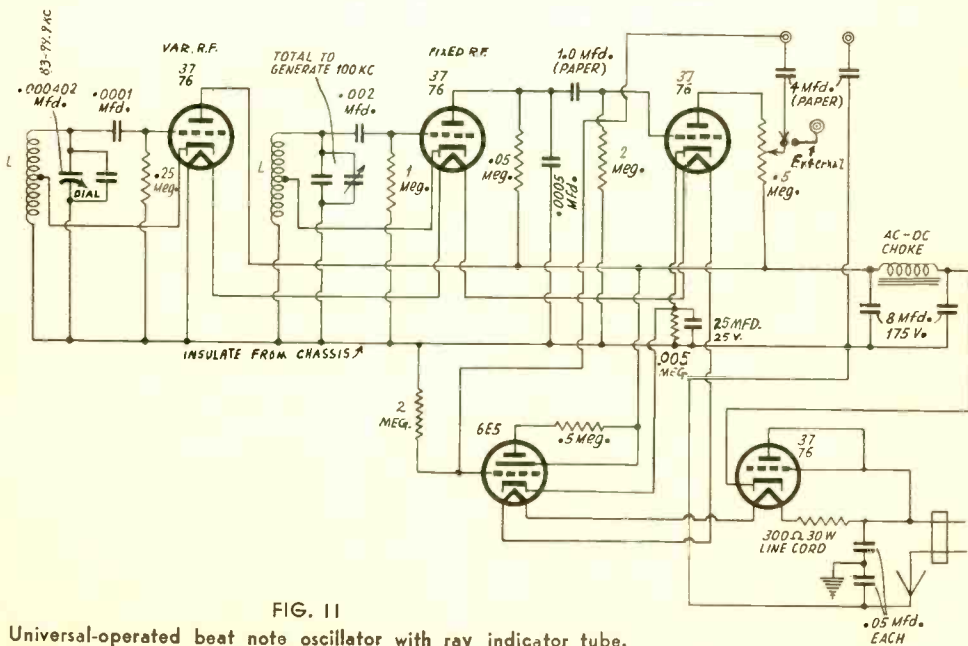 83-99.9 KC
.000402
Mfd.
.0001
Mfd.
VAR. R.F.
37
76
L
DIAL
.25
Meg.
TOTAL TO
GENERATE 100KC
.002
Mfd.
L
1
Meg.
FIXED R.F.
37
76
.05
Meg.
.0005
Mfd.
1.0 Mfd.
(PAPER)
2
Meg.
37
76
4 Mfd.
(PAPER)
External
.5
Meg.
AC-DC
CHOKE
8 Mfd.
175 V.
INSULATE FROM CHASSIS
25 MFD.
25 V.
.005
MEG
2
MEG.
6E5
.5 Meg.
37
76
300Ω 30W
LINE CORD
.05 Mfd.
EACH
FIG. 11
Universal-operated beat note oscillator with ray indicator tube.